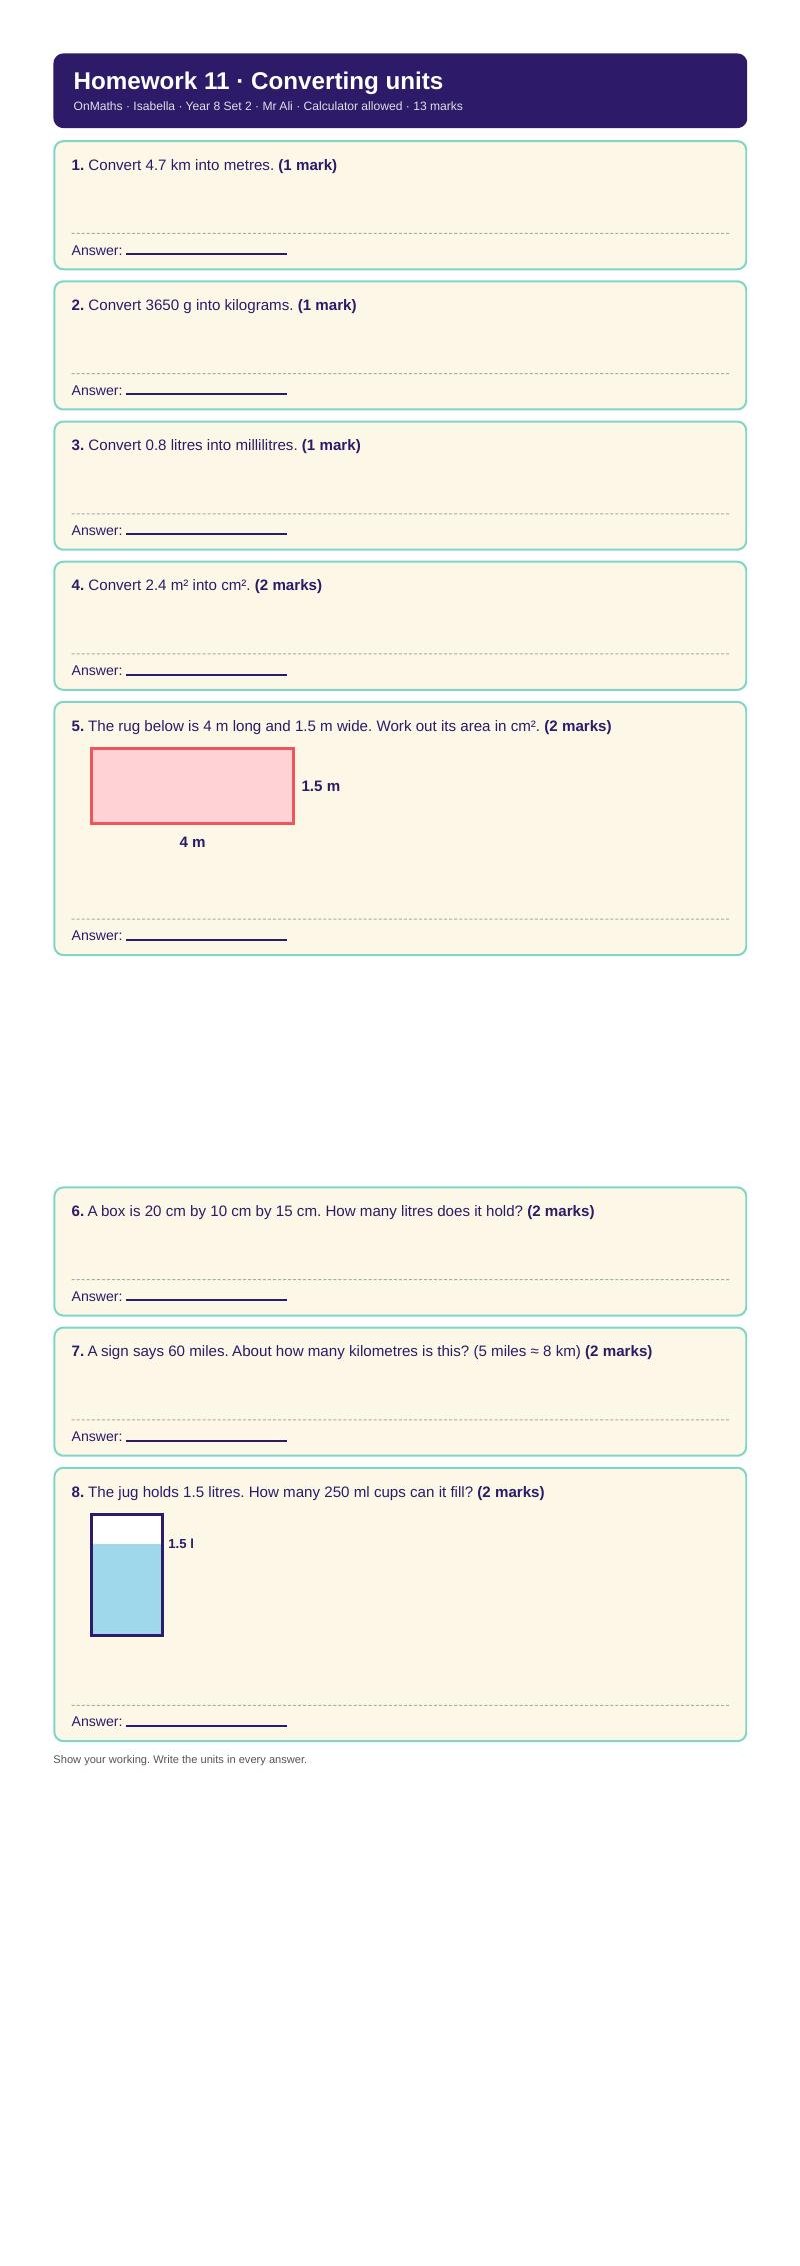 Homework 11 · Converting units
OnMaths · Isabella · Year 8 Set 2 · Mr Ali · Calculator allowed · 13 marks
1. Convert 4.7 km into metres. (1 mark)
Answer:
2. Convert 3650 g into kilograms. (1 mark)
Answer:
3. Convert 0.8 litres into millilitres. (1 mark)
Answer:
4. Convert 2.4 m² into cm². (2 marks)
Answer:
5. The rug below is 4 m long and 1.5 m wide. Work out its area in cm². (2 marks)
1.5 m
4 m
Answer:
6. A box is 20 cm by 10 cm by 15 cm. How many litres does it hold? (2 marks)
Answer:
7. A sign says 60 miles. About how many kilometres is this? (5 miles ≈ 8 km) (2 marks)
Answer:
8. The jug holds 1.5 litres. How many 250 ml cups can it fill? (2 marks)
1.5 l
Answer:
Show your working. Write the units in every answer.